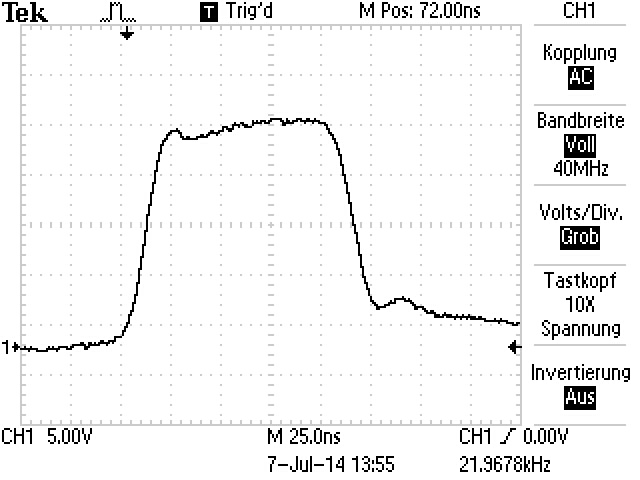 Tek T Trig'd M Pos: 72.00ns CH1
Kopplung
AC
Bandbreite
Voll
40MHz
Volts/Div.
Grob
Tastkopf
10X
Spannung
1
Invertierung
Aus
CH1 5.00V M 25.0ns CH1 0.00V
7-Jul-14 13:55 21.9678kHz